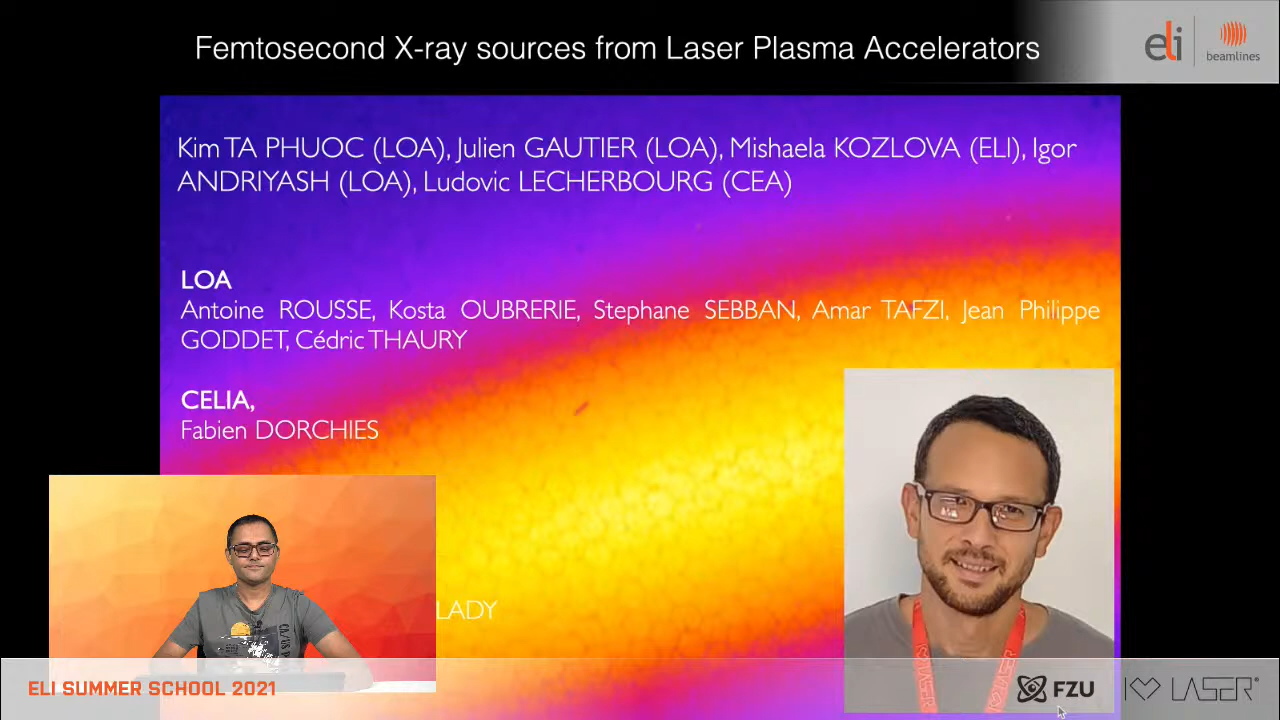 Femtosecond X-ray sources from Laser Plasma Accelerators
eli
beamlines
Kim TA PHUOC (LOA), Julien GAUTIER (LOA), Mishaela KOZLOVA (ELI), Igor
ANDRIYASH (LOA), Ludovic LECHERBOURG (CEA)
LOA
Antoine ROUSSE, Kosta OUBRERIE, Stephane SEBBAN, Amar TAFZI, Jean Philippe
GODDET, Cédric THAURY
CELIA,
Fabien DORCHIES
LADY
ELI SUMMER SCHOOL 2021
FZU
LASER